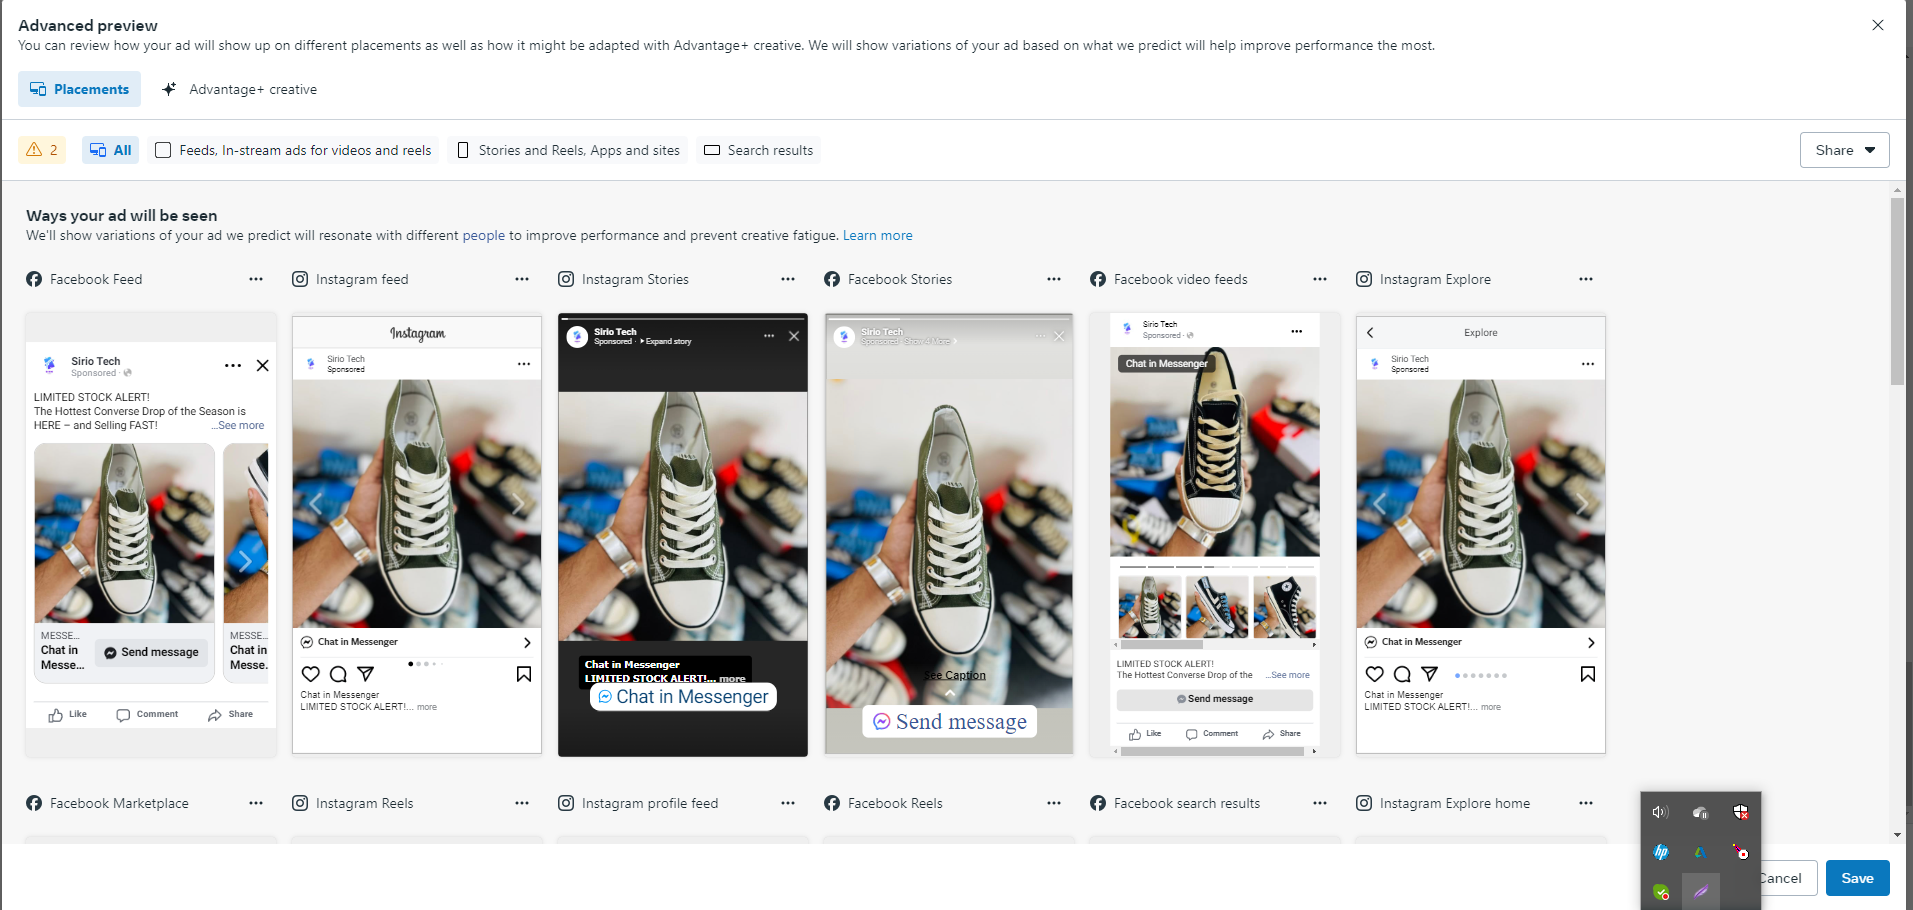 Advanced preview
You can review how your ad will show up on different placements as well as how it might be adapted with Advantage+ creative. We will show variations of your ad based on what we predict will help improve performance the most.
Placements
Advantage+ creative
2
All
Feeds, In-stream ads for videos and reels
Stories and Reels, Apps and sites
Search results
Share
Ways your ad will be seen
We'll show variations of your ad we predict will resonate with different people to improve performance and prevent creative fatigue. Learn more
Facebook Feed
Instagram feed
Instagram Stories
Facebook Stories
Facebook video feeds
Instagram Explore
Sirio Tech
Sponsored ·
LIMITED STOCK ALERT!
The Hottest Converse Drop of the Season is
HERE – and Selling FAST!
...See more
MESSE...
Chat in
Messe...
Send message
MESSE..
Chat in
Messe.
Like
Comment
Share
Instagram
Sirio Tech
Sponsored
Chat in Messenger
Chat in Messenger
LIMITED STOCK ALERT!... more
Sirio Tech
Sponsored · Expand story
Chat in Messenger
LIMITED STOCK ALERT!... more
Chat in Messenger
Sirio Tech
Sponsored · Show 4 More
See Caption
Send message
Sirio Tech
Sponsored ·
Chat in Messenger
LIMITED STOCK ALERT!
The Hottest Converse Drop of the
...See more
Send message
Like
Comment
Share
Explore
Sirio Tech
Sponsored
Chat in Messenger
Chat in Messenger
LIMITED STOCK ALERT!... more
Facebook Marketplace
Instagram Reels
Instagram profile feed
Facebook Reels
Facebook search results
Instagram Explore home
hp
Cancel
Save